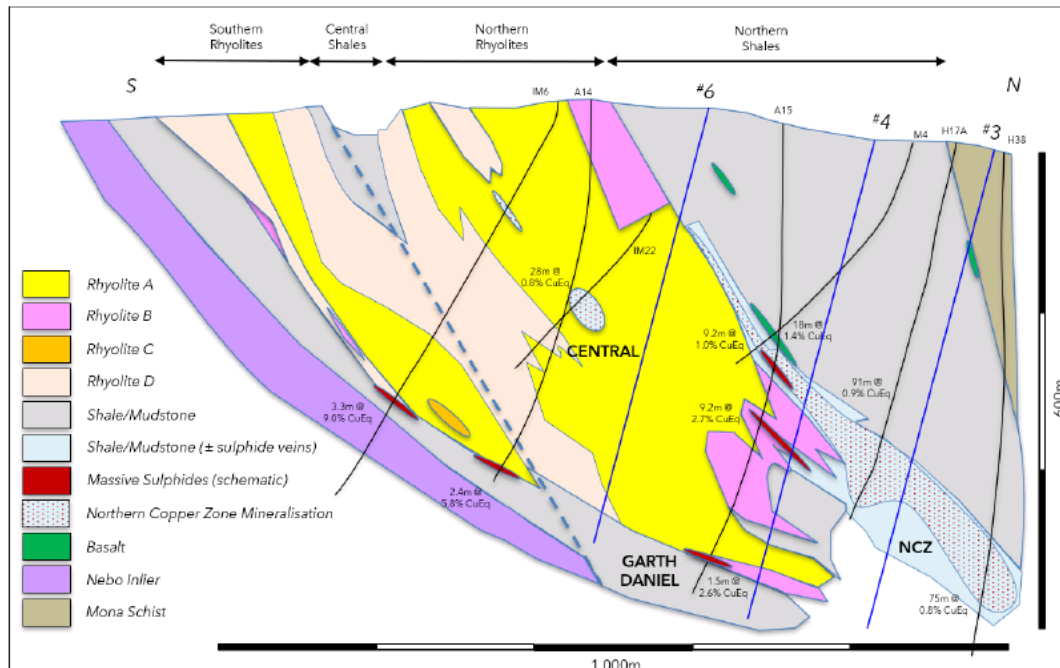 Southern
Rhyolites
Central
Shales
Northern
Rhyolites
Northern
Shales
S
N
IM6
A14
#6
A15
#4
M4
H17A
#3
H38
IM22
28m @
0.8% CuEq
CENTRAL
9.2m @
1.0% CuEq
18m @
1.4% CuEq
91m @
0.9% CuEq
9.2m @
2.7% CuEq
3.3m @
9.0% CuEq
2.4m @
5.8% CuEq
GARTH
DANIEL
NCZ
1.5m @
2.6% CuEq
75m @
0.8% CuEq
Rhyolite A
Rhyolite B
Rhyolite C
Rhyolite D
Shale/Mudstone
Shale/Mudstone (± sulphide veins)
Massive Sulphides (schematic)
Northern Copper Zone Mineralisation
Basalt
Nebo Inlier
Mona Schist
600m
1,000m